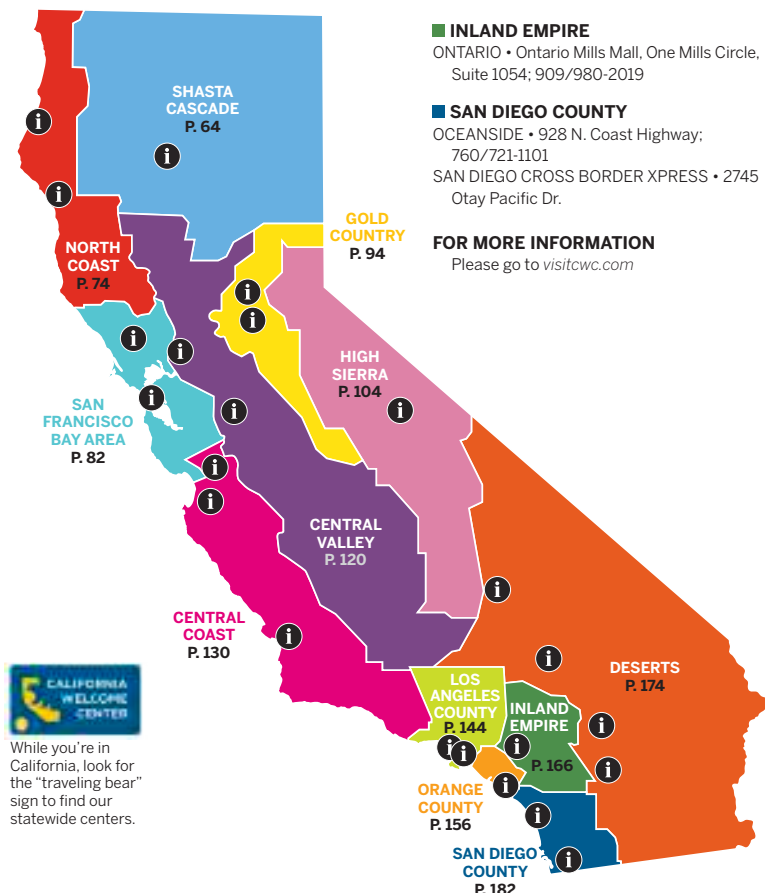 INLAND EMPIRE
ONTARIO • Ontario Mills Mall, One Mills Circle,
Suite 1054; 909/980-2019
SAN DIEGO COUNTY
OCEANSIDE • 928 N. Coast Highway;
760/721-1101
SAN DIEGO CROSS BORDER XPRESS • 2745
Otay Pacific Dr.
FOR MORE INFORMATION
Please go to visitcwc.com
SHASTA
CASCADE
P. 64
i
i
i
NORTH
COAST
P. 74
GOLD
COUNTRY
P. 94
i
i
HIGH
SIERRA
P. 104
i
i
i
i
i
SAN
FRANCISCO
BAY AREA
P. 82
i
i
CENTRAL
VALLEY
P. 120
CENTRAL
COAST
P. 130
i
i
i
DESERTS
P. 174
i
i
LOS
ANGELES
COUNTY
P. 144
i
i
INLAND
EMPIRE
i
P. 166
ORANGE
COUNTY
P. 156
i
SAN DIEGO
COUNTY
P. 182
i
i
CALIFORNIA
WELCOME
CENTER
While you're in
California, look for
the “traveling bear”
sign to find our
statewide centers.